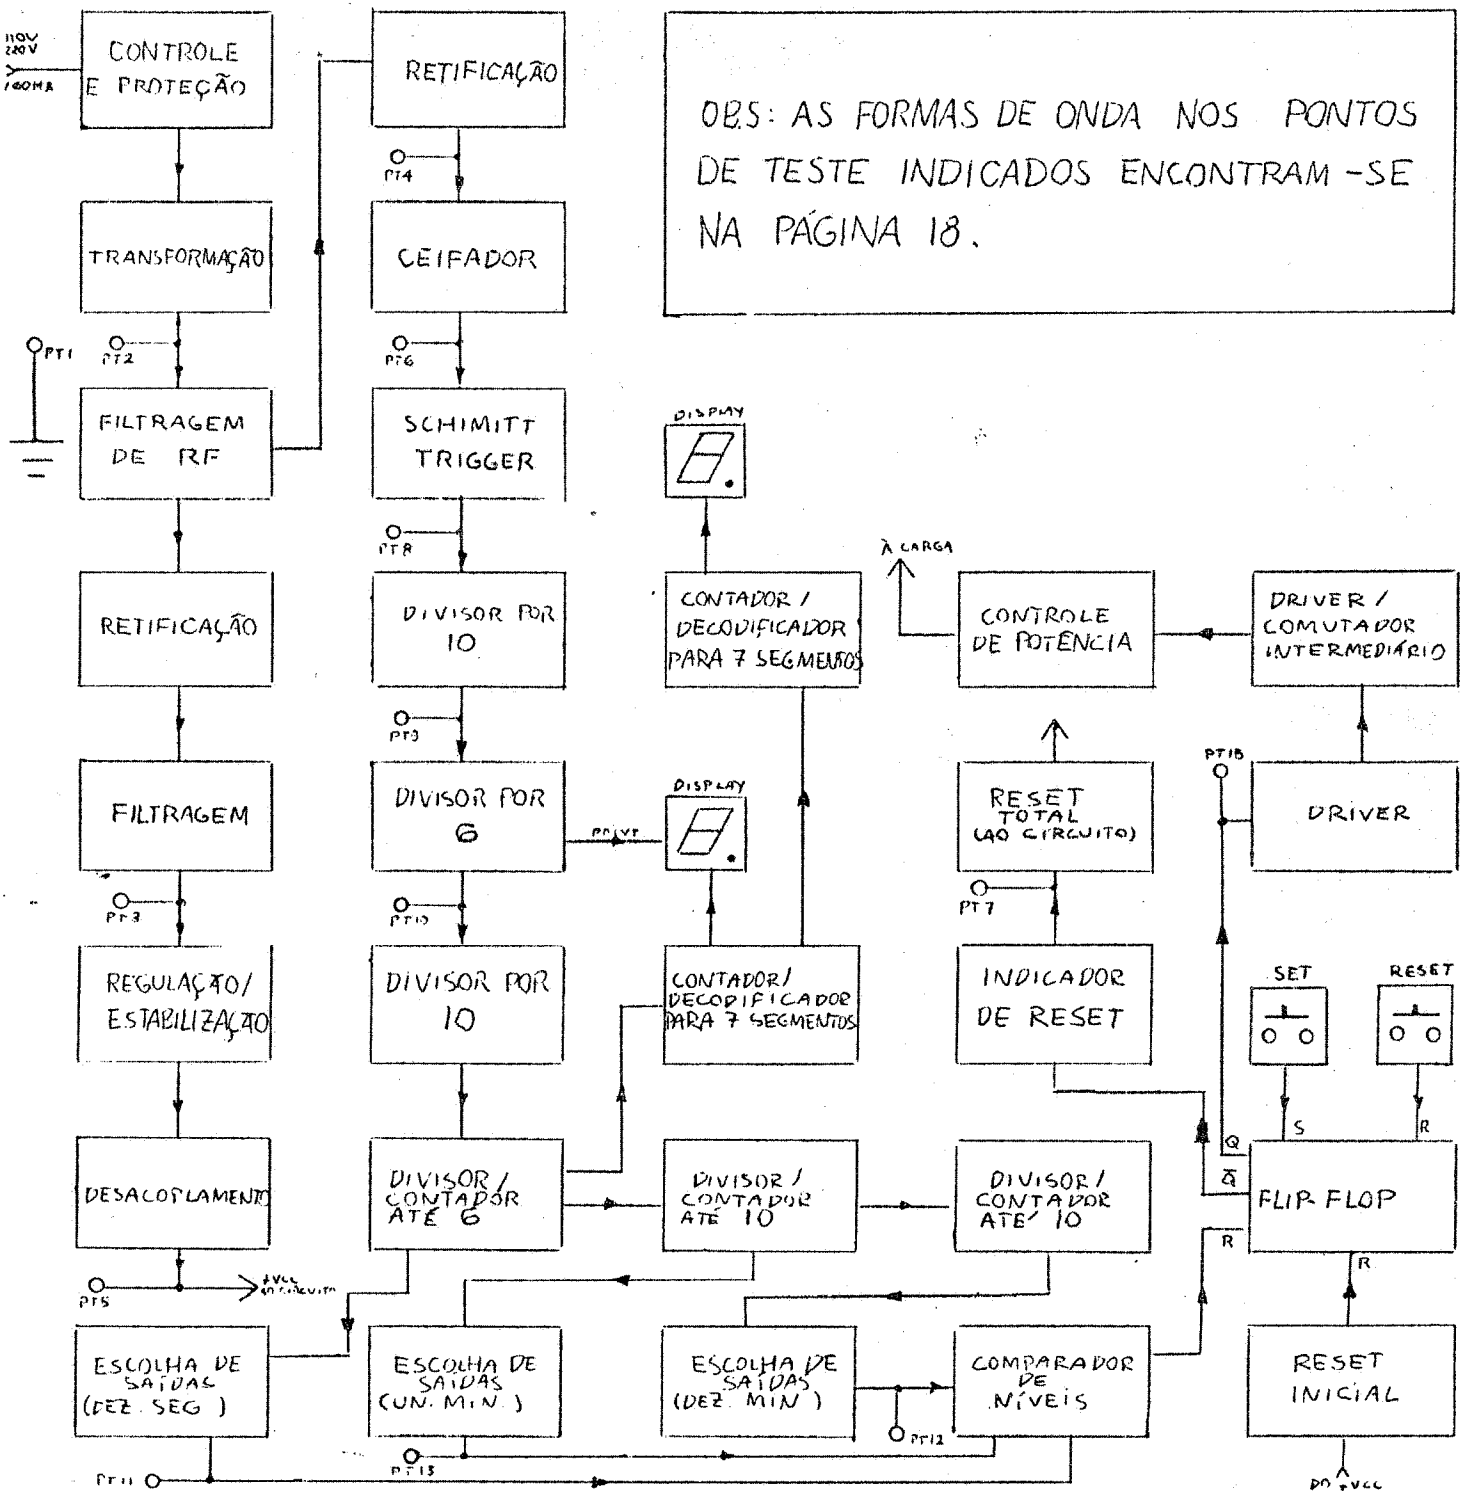 110V
220V
100MA
CONTROLE
E PROTEÇÃO
TRANSFORMAÇÃO
PT1
PT2
FILTRAGEM
DE RF
RETIFICAÇÃO
FILTRAGEM
PT3
REGULAÇÃO/
ESTABILIZAÇÃO
DESACOPLAMENTO
PT5
+VCC
AO CIRCUITO
ESCOLHA DE
SAÍDAS
(DEZ. SEG)
PT11
RETIFICAÇÃO
PT4
CEIFADOR
PT6
SCHIMITT
TRIGGER
PT8
DIVISOR POR
10
PT9
DIVISOR POR
6
PT10
DIVISOR POR
10
DIVISOR/
CONTADOR
ATÉ 6
ESCOLHA DE
SAÍDAS
(UN. MIN.)
PT13
OBS: AS FORMAS DE ONDA NOS PONTOS
DE TESTE INDICADOS ENCONTRAM-SE
NA PÁGINA 18.
DISPLAY
8.
CONTADOR/
DECODIFICADOR
PARA 7 SEGMENTOS
DISPLAY
8.
CONTADOR/
DECODIFICADOR
PARA 7 SEGMENTOS
DIVISOR/
CONTADOR
ATÉ 10
ESCOLHA DE
SAÍDAS
(DEZ. MIN)
PT12
À CARGA
CONTROLE
DE POTÊNCIA
RESET
TOTAL
(AO CIRCUITO)
PT7
INDICADOR
DE RESET
DIVISOR/
CONTADOR
ATÉ 10
COMPARADOR
DE
NÍVEIS
DRIVER/
COMUTADOR
INTERMEDIÁRIO
PT15
DRIVER
SET
RESET
S
R
Q
Q̅
R
FLIP FLOP
R
RESET
INICIAL
DO +VCC